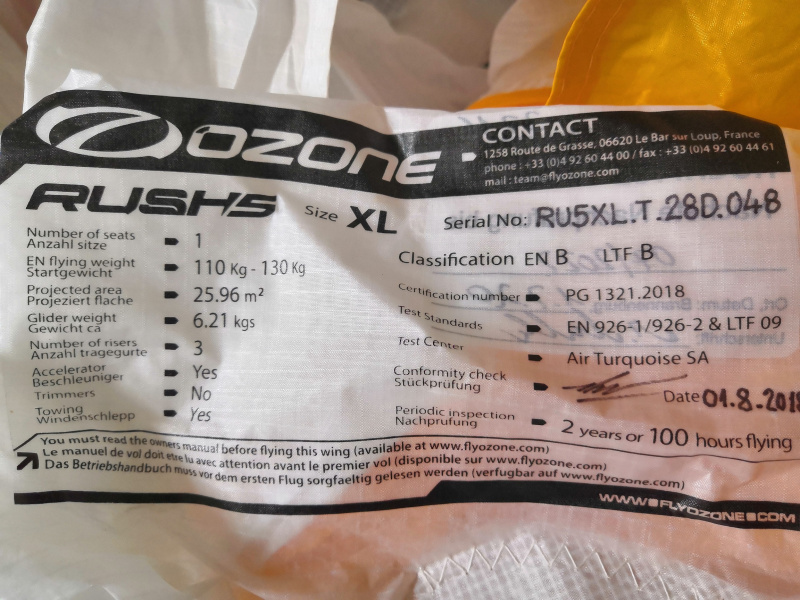 OZONE
CONTACT
1258 Route de Grasse, 06620 Le Bar sur Loup, France
phone : +33 (0)4 92 60 44 00 / fax : +33 (0)4 92 60 44 61
mail : team@flyozone.com
RUSH5 Size XL
Serial No: RU5XL.T.28D.048
Number of seats 1
Anzahl sitze
EN flying weight 110 Kg - 130 Kg
Startgewicht
Projected area 25.96 m²
Projeziert flache
Glider weight 6.21 kgs
Gewicht ca
Number of risers 3
Anzahl tragegurte
Accelerator Yes
Beschleuniger
Trimmers No
Towing Yes
Windenschlepp
Classification EN B LTF B
Certification number PG 1321.2018
Test Standards EN 926-1/926-2 & LTF 09
Test Center Air Turquoise SA
Conformity check
Stückprüfung
Date 01.8.2018
Periodic inspection 2 years or 100 hours flying
Nachprufung
You must read the owners manual before flying this wing (available at www.flyozone.com)
Le manuel de vol doit etre lu avec attention avant le premier vol (disponible sur www.flyozone.com)
Das Betriebshandbuch muss vor dem ersten Flug sorgfaeltig gelesen werden (verfugbar auf www.flyozone.com)
WWW.FLYOZONE.COM